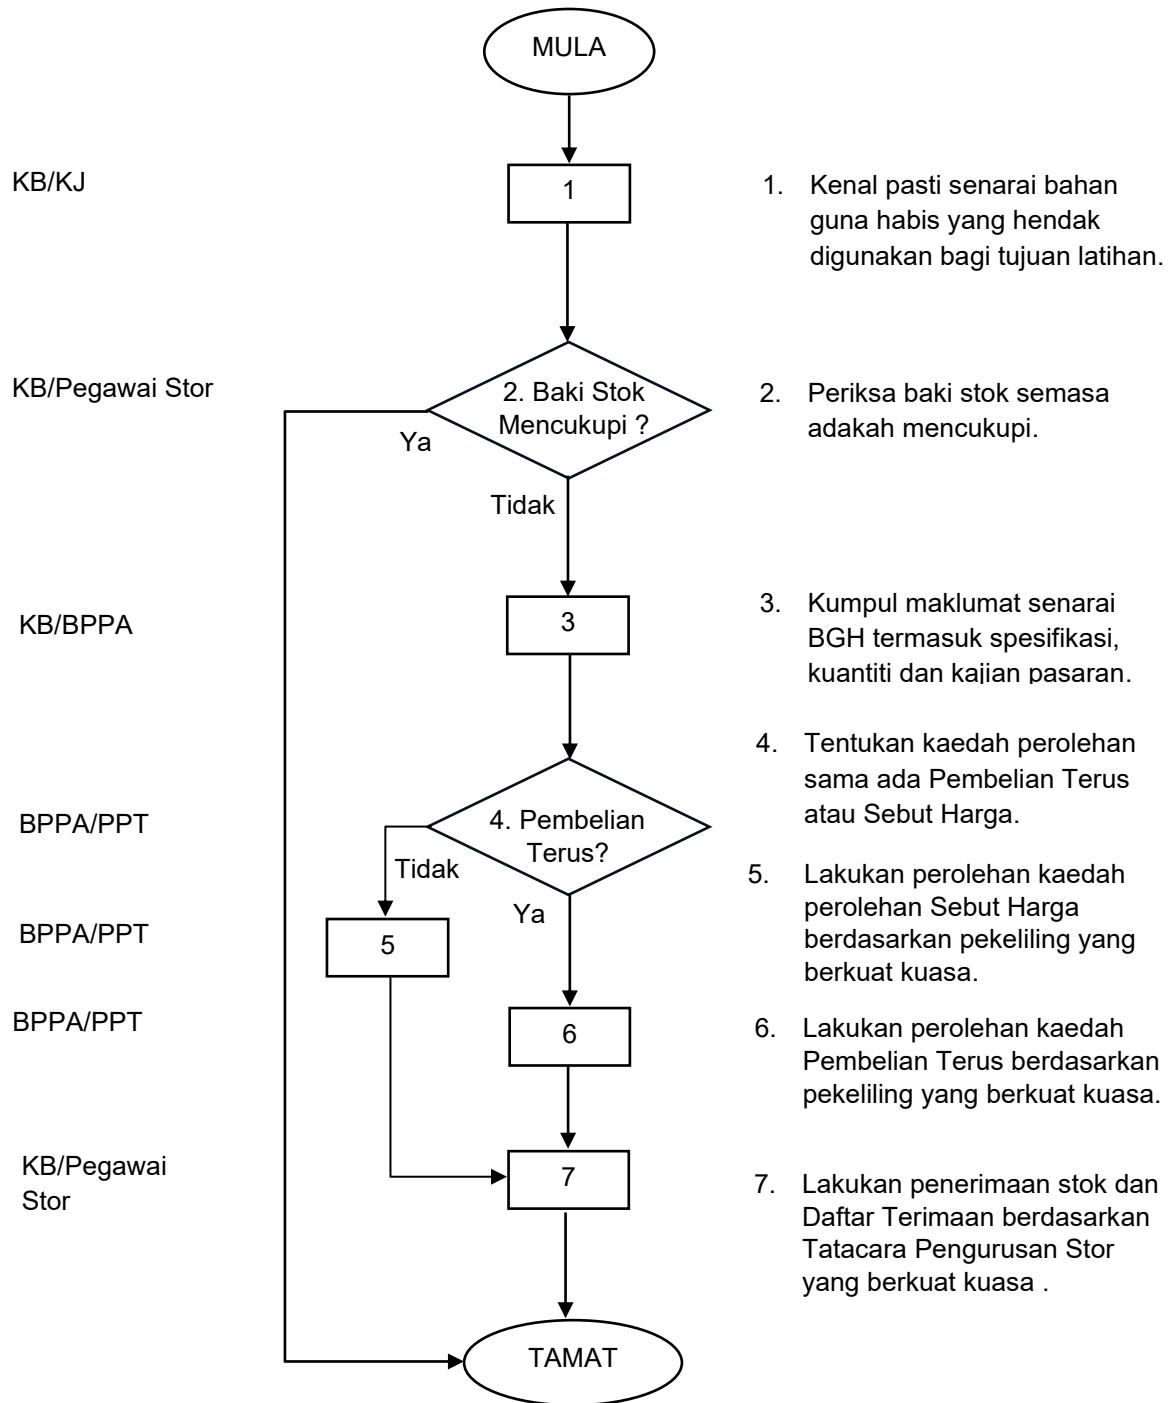 MULA
KB/KJ
1
1. Kenal pasti senarai bahan
guna habis yang hendak
digunakan bagi tujuan latihan.
KB/Pegawai Stor
2. Baki Stok
Mencukupi ?
Ya
Tidak
2. Periksa baki stok semasa
adakah mencukupi.
KB/BPPA
3
3. Kumpul maklumat senarai
BGH termasuk spesifikasi,
kuantiti dan kajian pasaran.
BPPA/PPT
4. Pembelian
Terus?
Tidak
Ya
4. Tentukan kaedah perolehan
sama ada Pembelian Terus
atau Sebut Harga.
BPPA/PPT
5
5. Lakukan perolehan kaedah
perolehan Sebut Harga
berdasarkan pekeliling yang
berkuat kuasa.
BPPA/PPT
6
6. Lakukan perolehan kaedah
Pembelian Terus berdasarkan
pekeliling yang berkuat kuasa.
KB/Pegawai
Stor
7
7. Lakukan penerimaan stok dan
Daftar Terimaan berdasarkan
Tatacara Pengurusan Stor
yang berkuat kuasa .
TAMAT